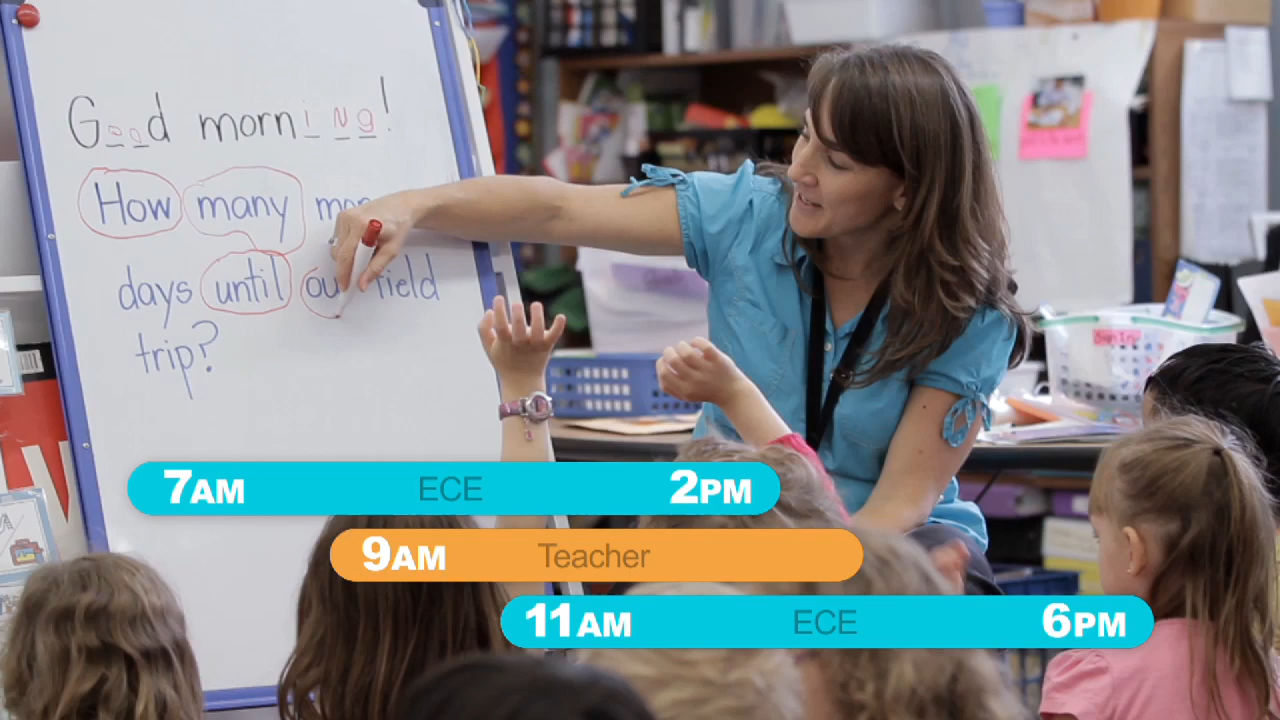 Good morning!
How many
days until field
trip?
7AM ECE 2PM
9AM Teacher
11AM ECE 6PM